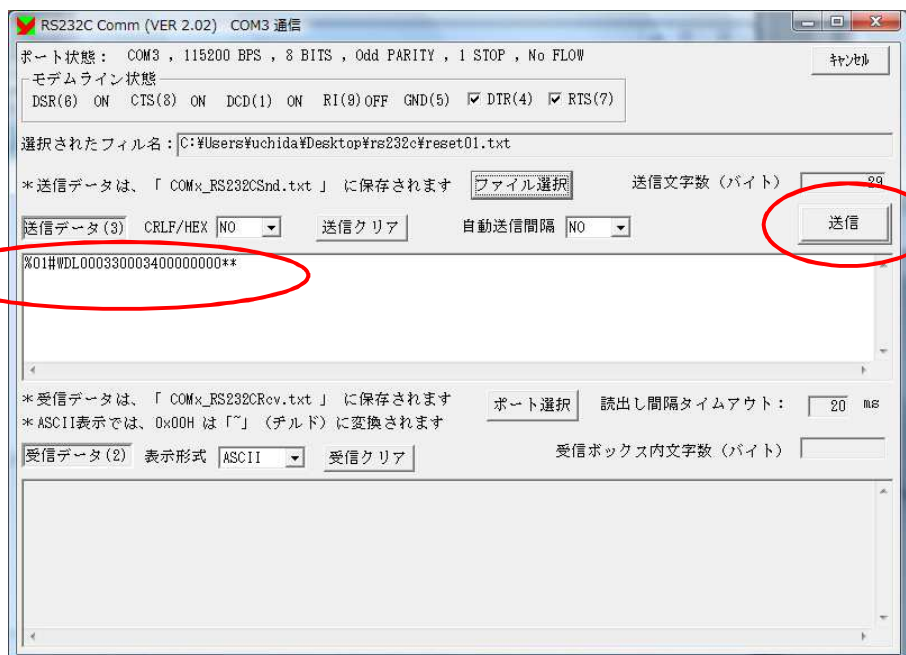 RS232C Comm (VER 2.02)   COM3 通信
ポート状態： COM3 , 115200 BPS , 8 BITS , Odd PARITY , 1 STOP , No FLOW
キャンセル
モデムライン状態
DSR(6) ON CTS(8) ON DCD(1) ON RI(9)OFF GND(5) DTR(4) RTS(7)
選択されたフィル名：C:¥Users¥uchida¥Desktop¥rs232c¥reset01.txt
＊送信データは、「 COMx_RS232CSnd.txt 」 に保存されます ファイル選択 送信文字数（バイト） 29
送信データ(3) CRLF/HEX NO 送信クリア 自動送信間隔 NO 送信
%01#WDL000330003400000000**
＊受信データは、「 COMx_RS232CRcv.txt 」 に保存されます ポート選択 読出し間隔タイムアウト： 20 ms
＊ASCII表示では、0x00H は「~」（チルド）に変換されます
受信データ(2) 表示形式 ASCII 受信クリア 受信ボックス内文字数（バイト）